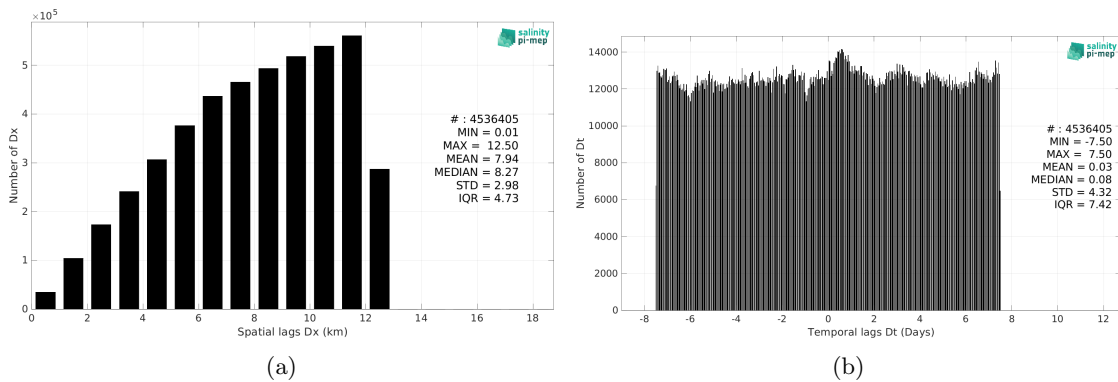 ×10⁵
5
4
3
2
1
0
Number of Dx
0 2 4 6 8 10 12 14 16 18
Spatial lags Dx (km)
salinity
pi-mep
# : 4536405
MIN = 0.01
MAX = 12.50
MEAN = 7.94
MEDIAN = 8.27
STD = 2.98
IQR = 4.73
(a)
14000
12000
10000
8000
6000
4000
2000
0
Number of Dt
-8 -6 -4 -2 0 2 4 6 8 10 12
Temporal lags Dt (Days)
salinity
pi-mep
# : 4536405
MIN = -7.50
MAX = 7.50
MEAN = 0.03
MEDIAN = 0.08
STD = 4.32
IQR = 7.42
(b)